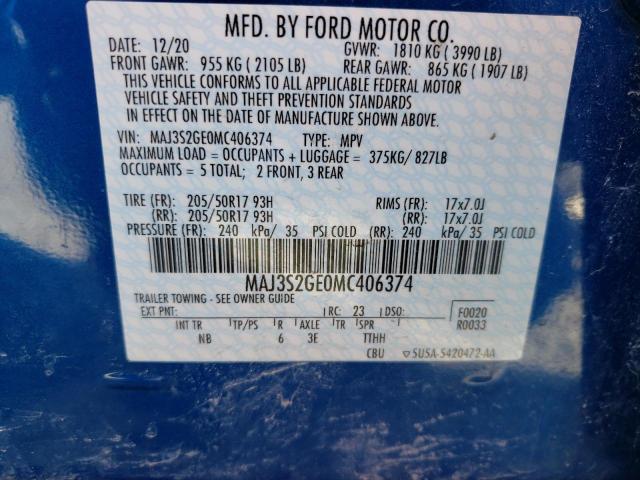 MFD. BY FORD MOTOR CO.
DATE: 12/20 GVWR: 1810 KG ( 3990 LB)
FRONT GAWR: 955 KG ( 2105 LB) REAR GAWR: 865 KG ( 1907 LB)
THIS VEHICLE CONFORMS TO ALL APPLICABLE FEDERAL MOTOR
VEHICLE SAFETY AND THEFT PREVENTION STANDARDS
IN EFFECT ON THE DATE OF MANUFACTURE SHOWN ABOVE.
VIN: MAJ3S2GE0MC406374 TYPE: MPV
MAXIMUM LOAD = OCCUPANTS + LUGGAGE = 375KG/ 827LB
OCCUPANTS = 5 TOTAL; 2 FRONT, 3 REAR
TIRE (FR): 205/50R17 93H RIMS (FR): 17x7.0J
(RR): 205/50R17 93H (RR): 17x7.0J
PRESSURE (FR): 240 kPa/ 35 PSI COLD (RR): 240 kPa/ 35 PSI COLD
MAJ3S2GE0MC406374
TRAILER TOWING - SEE OWNER GUIDE
EXT PNT: RC: 23 DSO: F0020
INT TR TP/PS R AXLE TR SPR R0033
NB 6 3E TTHH
CBU 5U5A-5420472-AA